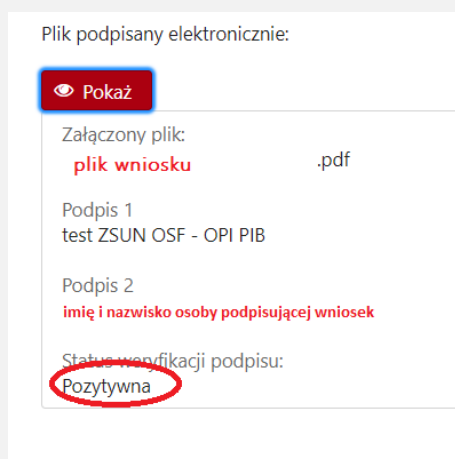 Plik podpisany elektronicznie:
Pokaż
Załączony plik:
plik wniosku .pdf
Podpis 1
test ZSUN OSF - OPI PIB
Podpis 2
imię i nazwisko osoby podpisującej wniosek
Status weryfikacji podpisu:
Pozytywna